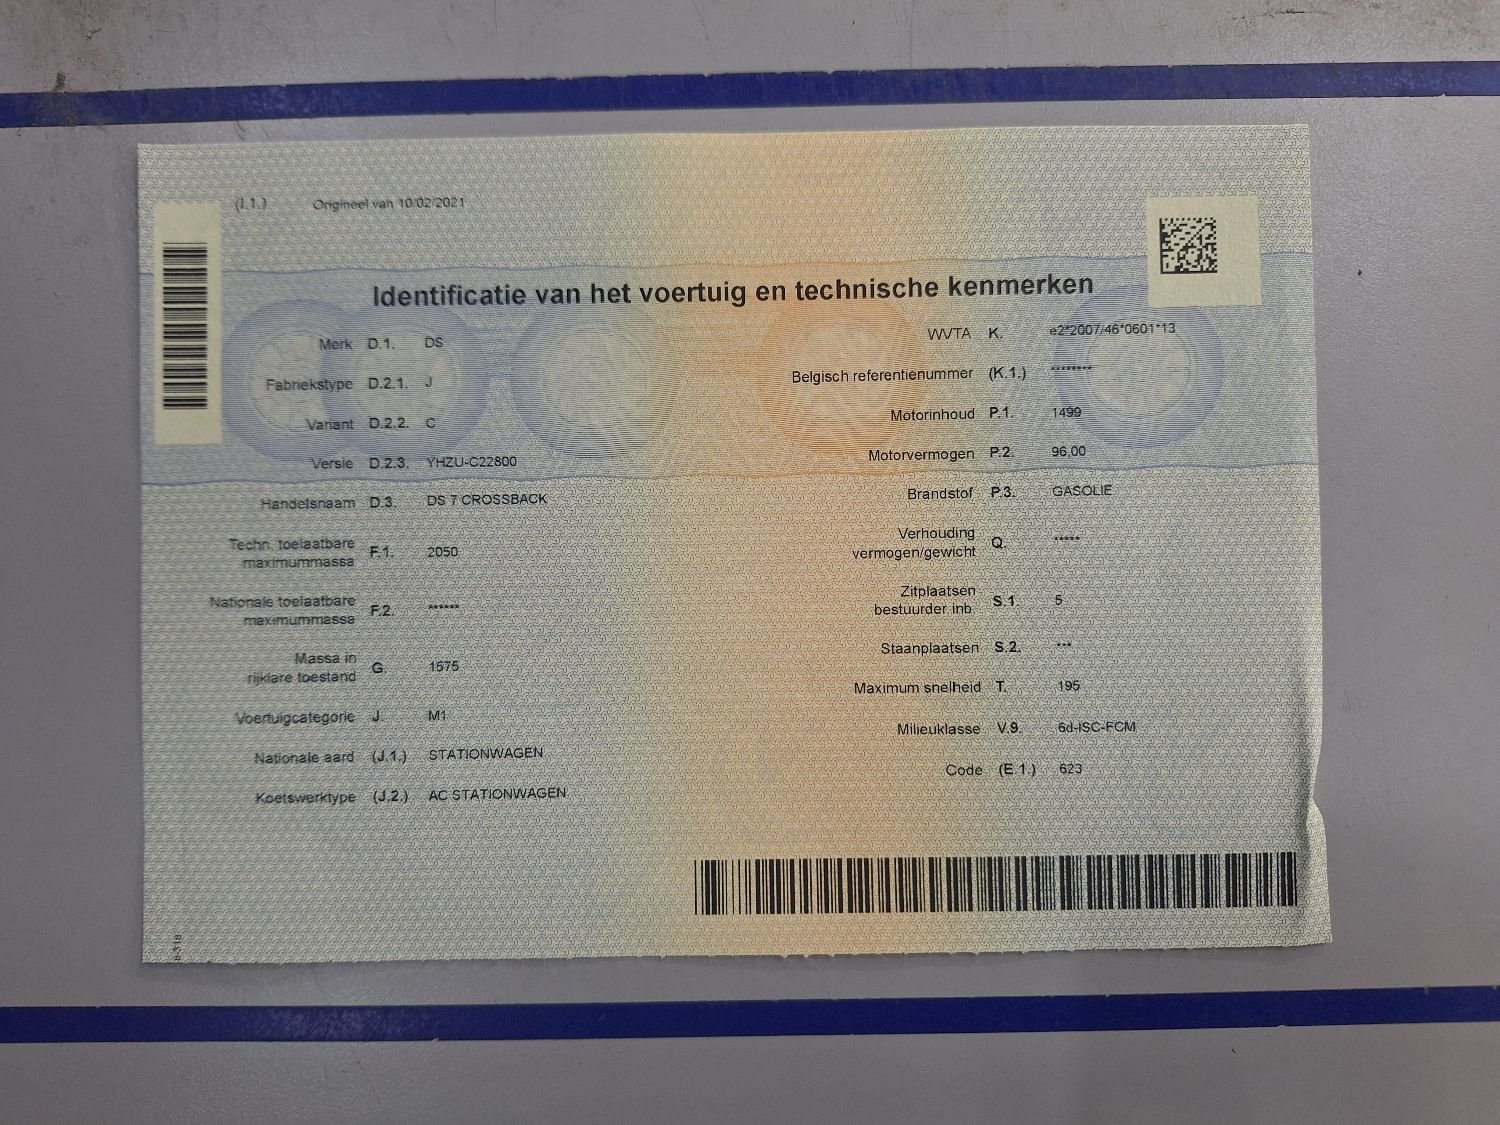 (I.1.) Origineel van 10/02/2021
Identificatie van het voertuig en technische kenmerken
Merk D.1. DS
Fabriekstype D.2.1. J
Variant D.2.2. C
Versie D.2.3. YHZU-C22800
Handelsnaam D.3. DS 7 CROSSBACK
Techn. toelaatbare
maximummassa F.1. 2050
Nationale toelaatbare
maximummassa F.2. ******
Massa in
rijklare toestand G. 1575
Voertuigcategorie J. M1
Nationale aard (J.1.) STATIONWAGEN
Koetswerktype (J.2.) AC STATIONWAGEN
WVTA K. e2*2007/46*0601*13
Belgisch referentienummer (K.1.) ********
Motorinhoud P.1. 1499
Motorvermogen P.2. 96,00
Brandstof P.3. GASOLIE
Verhouding
vermogen/gewicht Q. *****
Zitplaatsen
bestuurder inb. S.1. 5
Staanplaatsen S.2. ***
Maximum snelheid T. 195
Milieuklasse V.9. 6d-ISC-FCM
Code (E.1.) 623